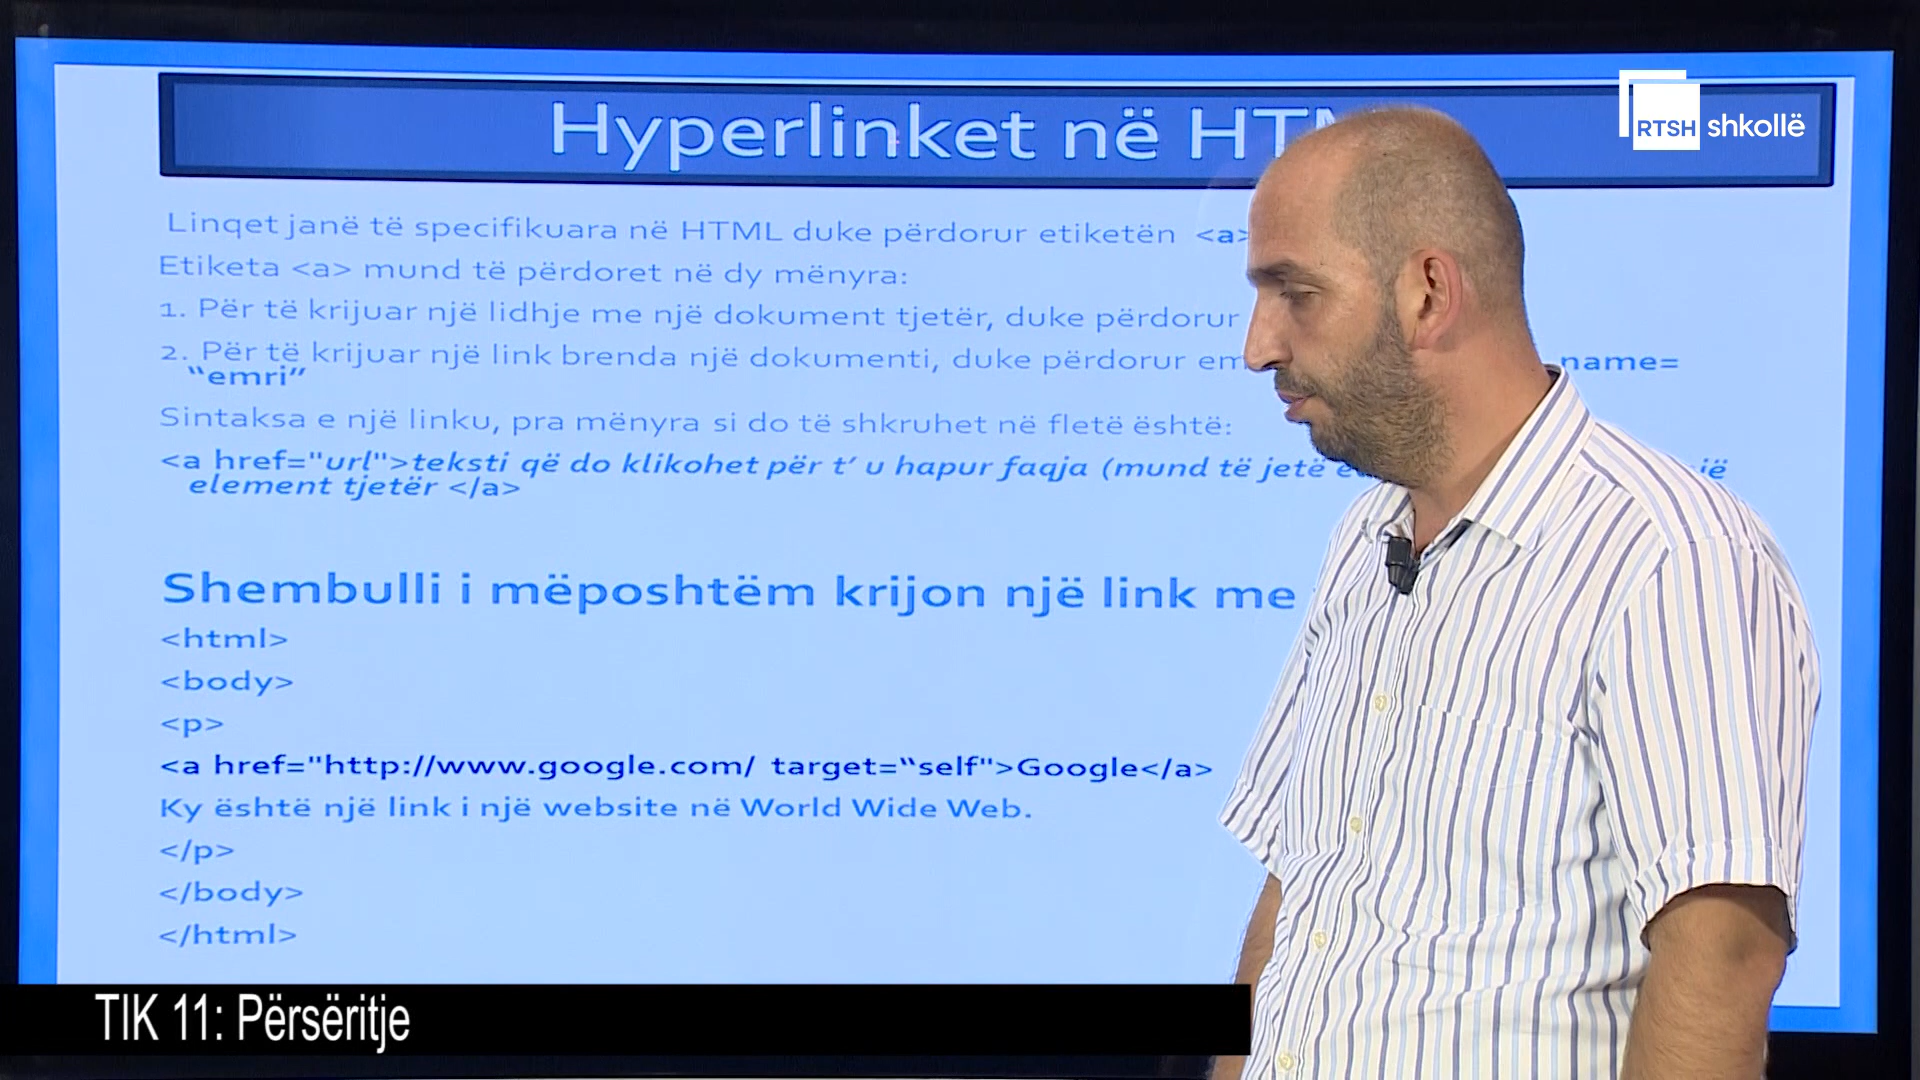 Hyperlinket në HTM
RTSH shkollë
Linqet janë të specifikuara në HTML duke përdorur etiketën <a>
Etiketa <a> mund të përdoret në dy mënyra:
1. Për të krijuar një lidhje me një dokument tjetër, duke përdorur
2. Për të krijuar një link brenda një dokumenti, duke përdorur name=
“emri”
Sintaksa e një linku, pra mënyra si do të shkruhet në fletë është:
<a href="url">teksti që do klikohet për t’ u hapur faqja (mund të jetë
element tjetër </a>
Shembulli i mëposhtëm krijon një link me
<html>
<body>
<p>
<a href="http://www.google.com/ target=“self">Google</a>
Ky është një link i një website në World Wide Web.
</p>
</body>
</html>
TIK 11: Përsëritje